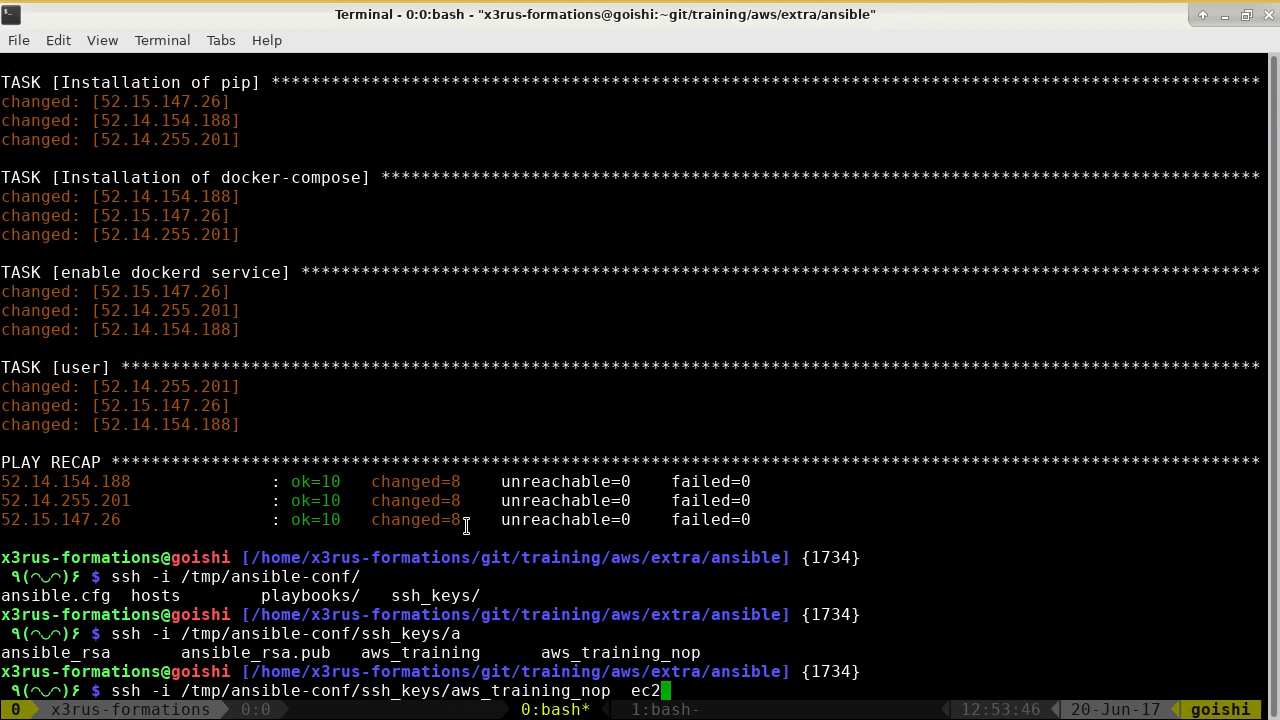 Terminal - 0:0:bash - "x3rus-formations@goishi:~git/training/aws/extra/ansible"
File Edit View Terminal Tabs Help
TASK [Installation of pip] ***************************************************************************************************
changed: [52.15.147.26]
changed: [52.14.154.188]
changed: [52.14.255.201]
TASK [Installation of docker-compose] ****************************************************************************************
changed: [52.14.154.188]
changed: [52.15.147.26]
changed: [52.14.255.201]
TASK [enable dockerd service] ************************************************************************************************
changed: [52.15.147.26]
changed: [52.14.255.201]
changed: [52.14.154.188]
TASK [user] ******************************************************************************************************************
changed: [52.14.255.201]
changed: [52.15.147.26]
changed: [52.14.154.188]
PLAY RECAP *******************************************************************************************************************
52.14.154.188 : ok=10 changed=8 unreachable=0 failed=0
52.14.255.201 : ok=10 changed=8 unreachable=0 failed=0
52.15.147.26 : ok=10 changed=8 unreachable=0 failed=0
x3rus-formations@goishi [/home/x3rus-formations/git/training/aws/extra/ansible] {1734}
٩(◠◡◠)۶ $ ssh -i /tmp/ansible-conf/
ansible.cfg hosts playbooks/ ssh_keys/
x3rus-formations@goishi [/home/x3rus-formations/git/training/aws/extra/ansible] {1734}
٩(◠◡◠)۶ $ ssh -i /tmp/ansible-conf/ssh_keys/a
ansible_rsa ansible_rsa.pub aws_training aws_training_nop
x3rus-formations@goishi [/home/x3rus-formations/git/training/aws/extra/ansible] {1734}
٩(◠◡◠)۶ $ ssh -i /tmp/ansible-conf/ssh_keys/aws_training_nop ec2
0 x3rus-formations 0:0 0:bash* 1:bash- 12:53:46 20-Jun-17 goishi